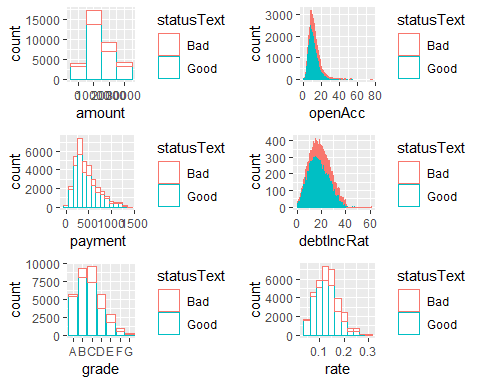 statusText
Bad
Good
count
15000
10000
5000
0
amount
statusText
Bad
Good
count
3000
2000
1000
0
0 20 40 60 80
openAcc
statusText
Bad
Good
count
6000
4000
2000
0
0 500 1000 1500
payment
statusText
Bad
Good
count
400
300
200
100
0
0 20 40 60
debtIncRat
statusText
Bad
Good
count
10000
7500
5000
2500
0
A B C D E F G
grade
statusText
Bad
Good
count
6000
4000
2000
0
0.1 0.2 0.3
rate